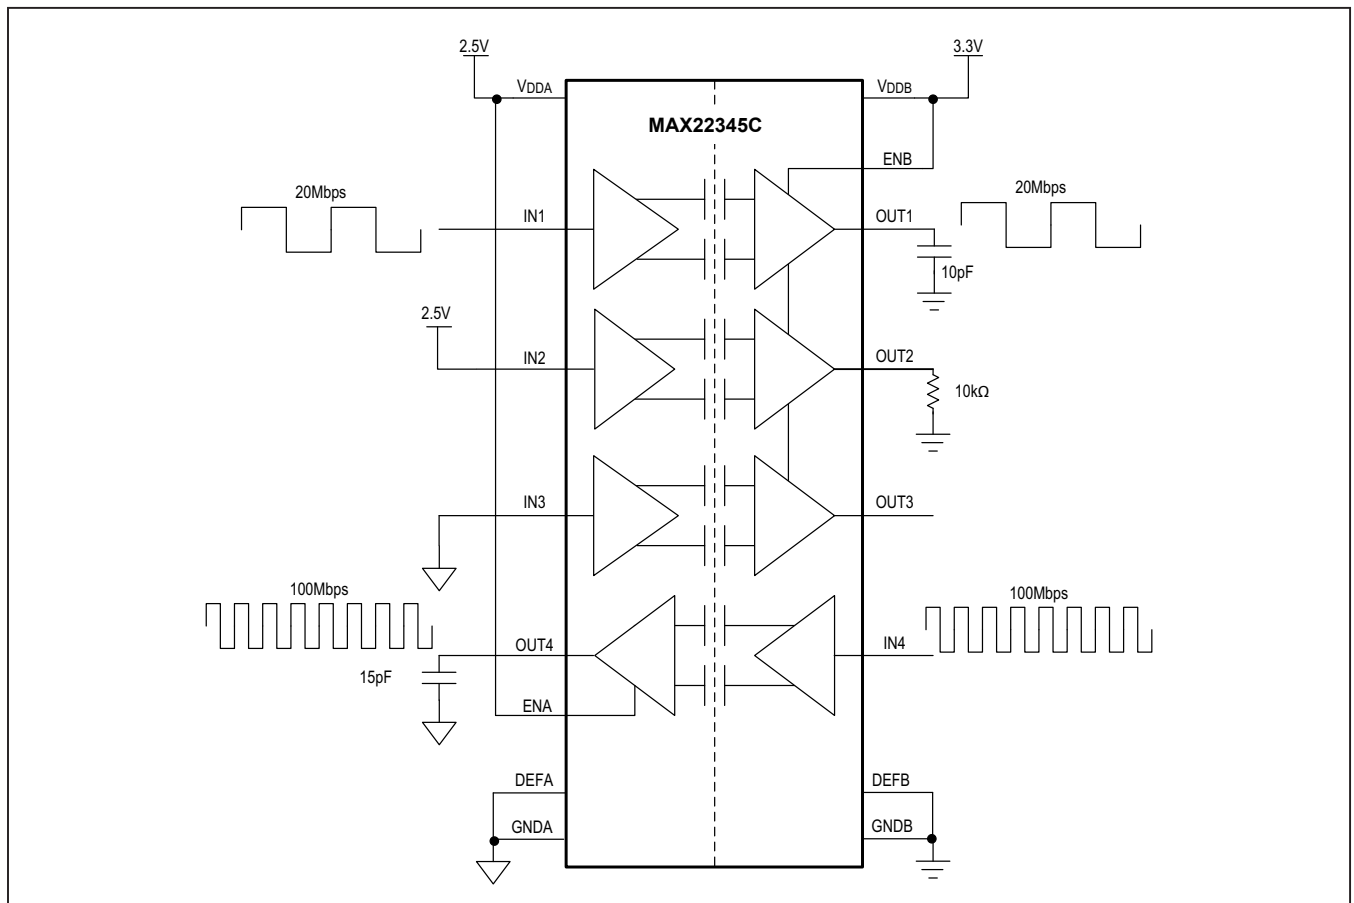 2.5V
3.3V
VDDA
VDDB
MAX22345C
ENB
20Mbps
IN1
OUT1
20Mbps
10pF
2.5V
IN2
OUT2
10kΩ
IN3
OUT3
100Mbps
100Mbps
OUT4
IN4
15pF
ENA
DEFA
DEFB
GNDA
GNDB